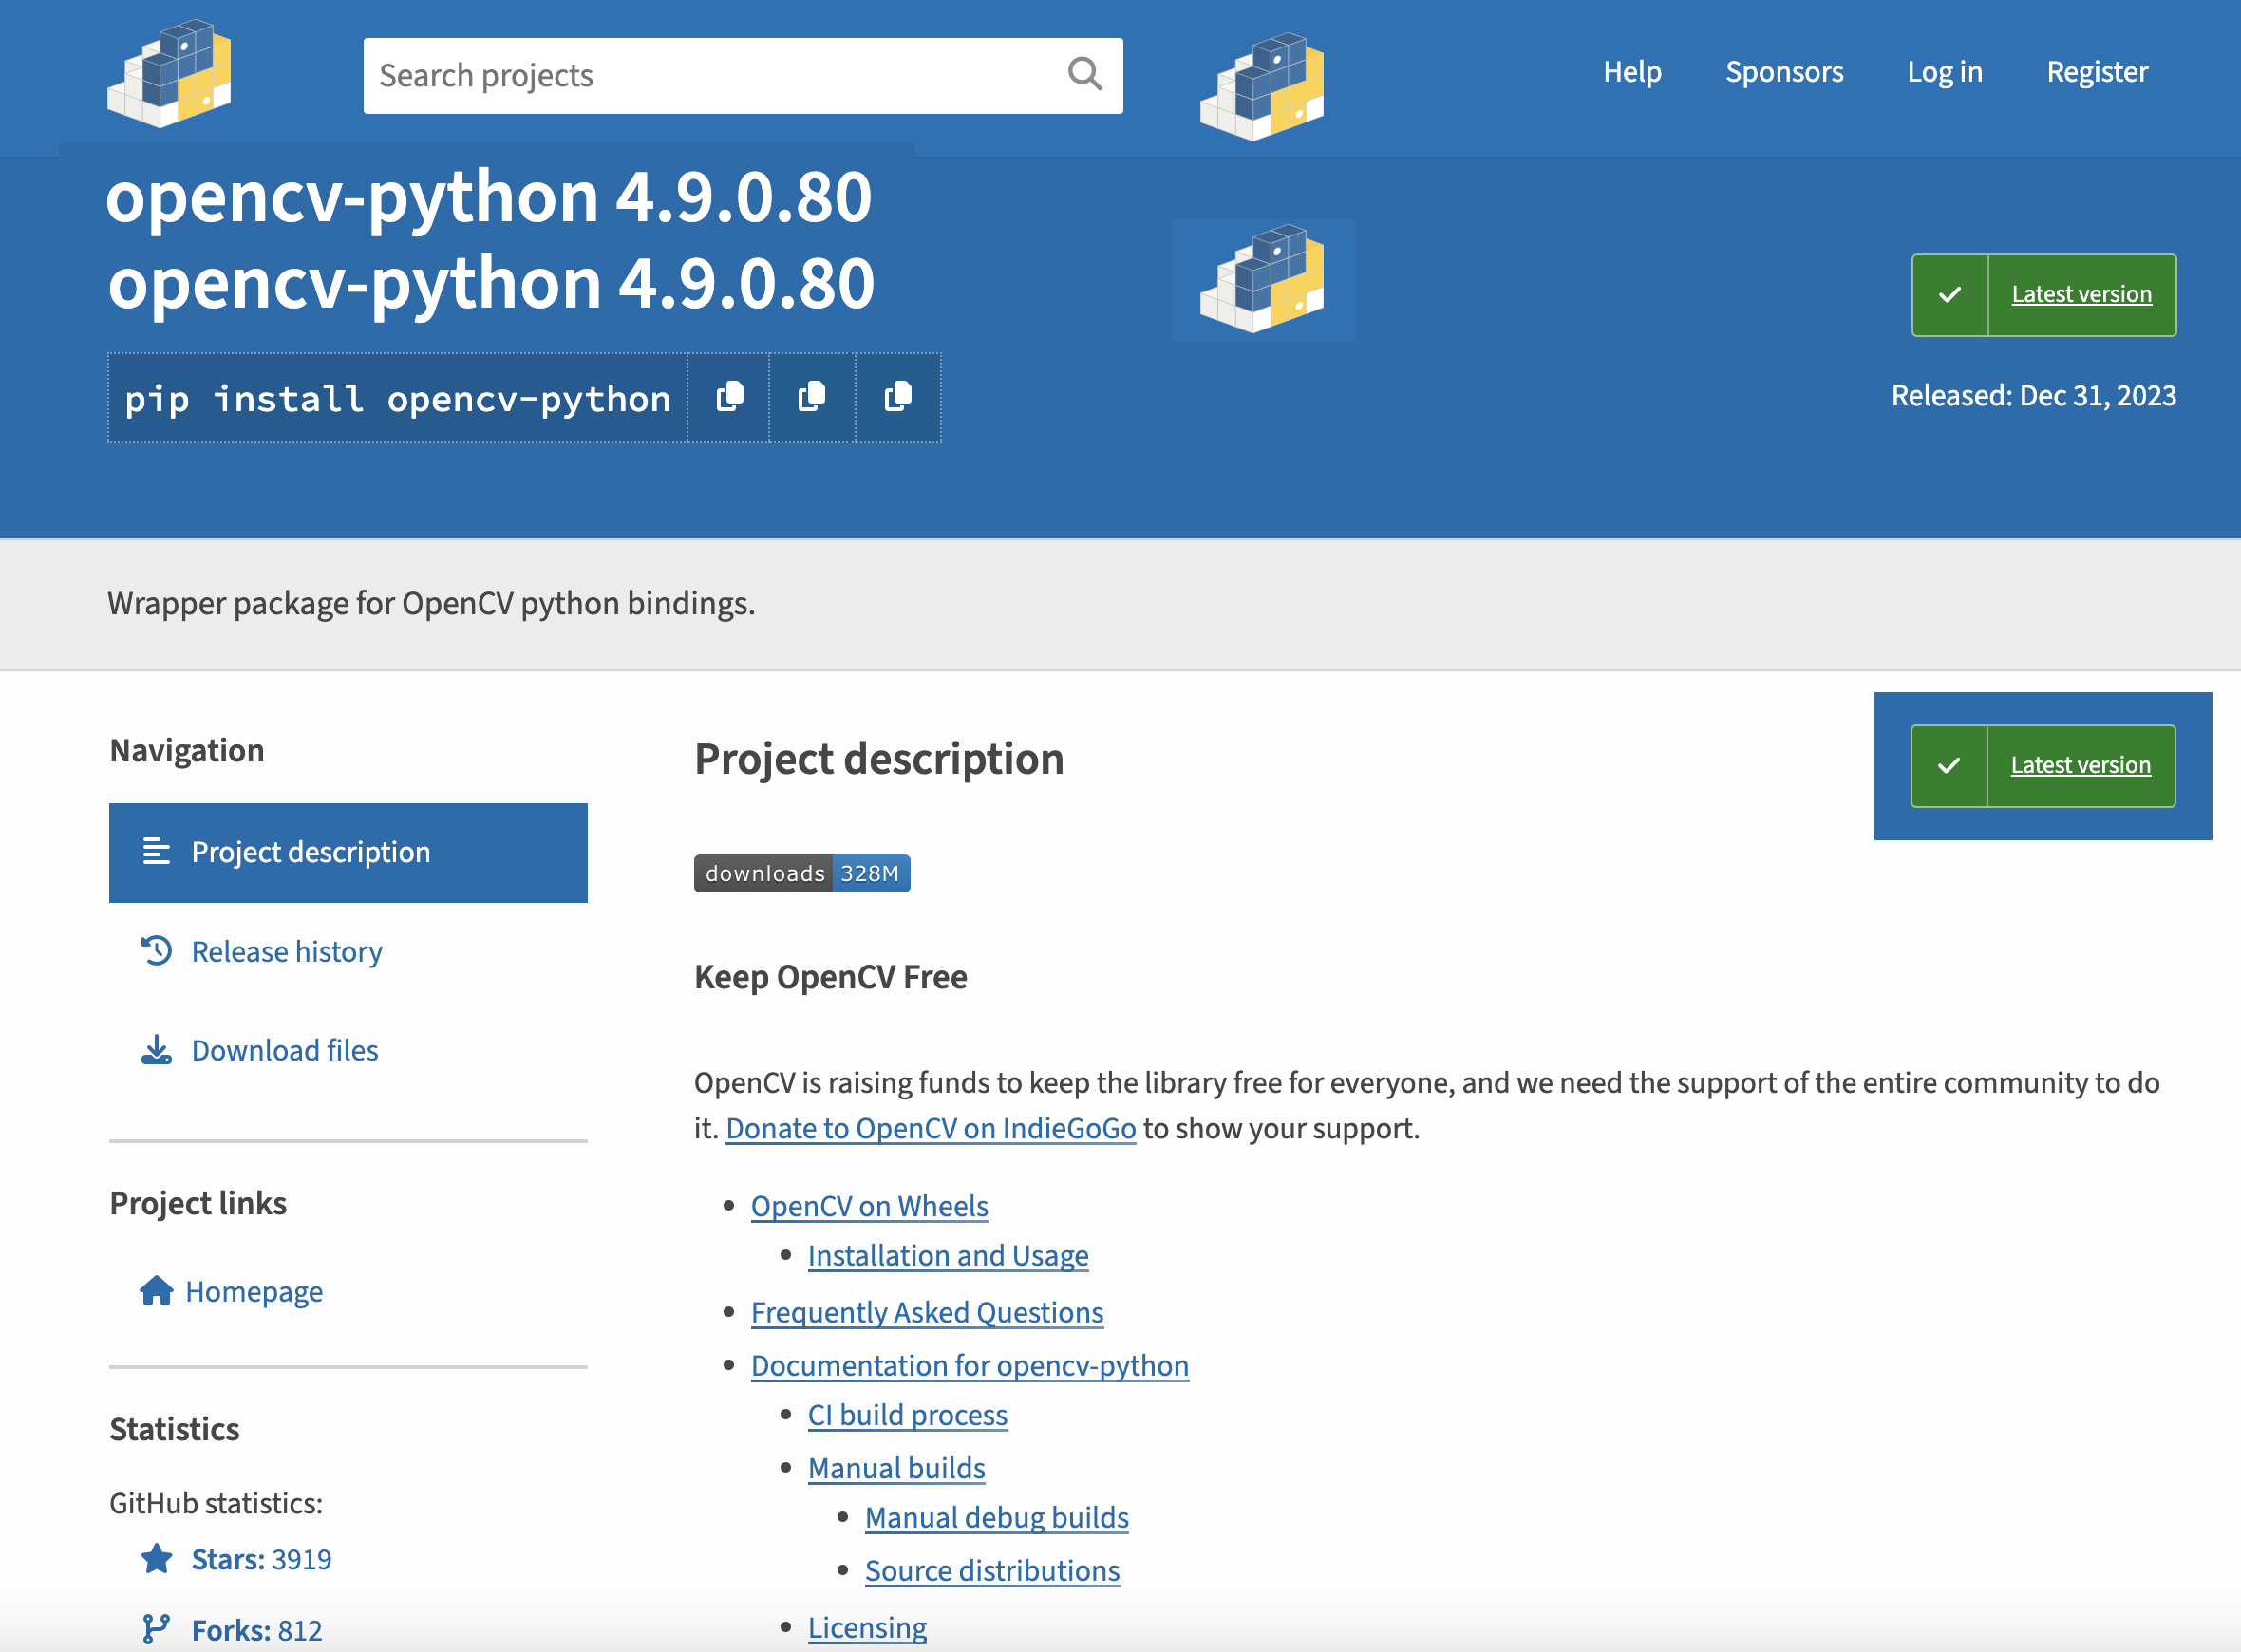 Search projects
Help
Sponsors
Log in
Register
opencv-python 4.9.0.80
opencv-python 4.9.0.80
pip install opencv-python
Latest version
Released: Dec 31, 2023
Wrapper package for OpenCV python bindings.
Navigation
Project description
Release history
Download files
Project links
Homepage
Statistics
GitHub statistics:
Stars: 3919
Forks: 812
Project description
Latest version
downloads 328M
Keep OpenCV Free
OpenCV is raising funds to keep the library free for everyone, and we need the support of the entire community to do
it. Donate to OpenCV on IndieGoGo to show your support.
OpenCV on Wheels
Installation and Usage
Frequently Asked Questions
Documentation for opencv-python
CI build process
Manual builds
Manual debug builds
Source distributions
Licensing